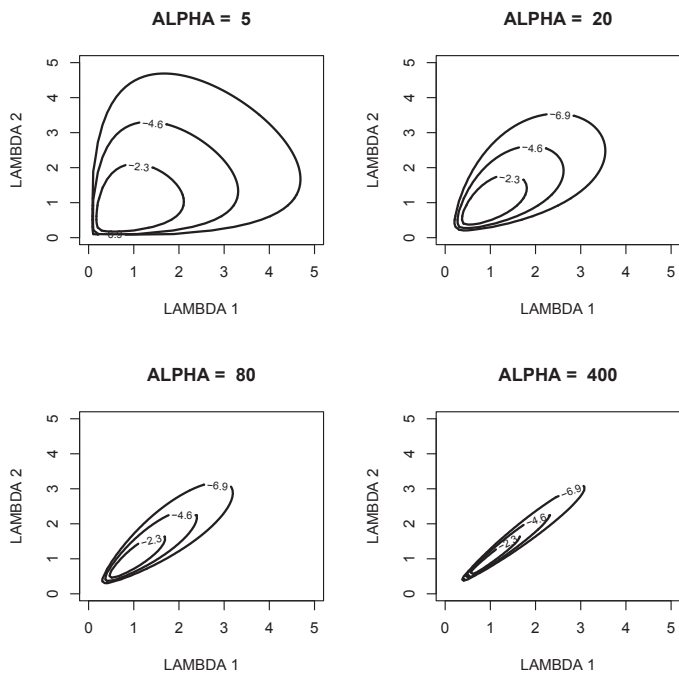 ALPHA = 5
5
4
3
2
1
0
LAMBDA 2
−6.9
−4.6
−2.3
0 1 2 3 4 5
LAMBDA 1
ALPHA = 20
5
4
3
2
1
0
LAMBDA 2
−6.9
−4.6
−2.3
0 1 2 3 4 5
LAMBDA 1
ALPHA = 80
5
4
3
2
1
0
LAMBDA 2
−6.9
−4.6
−2.3
0 1 2 3 4 5
LAMBDA 1
ALPHA = 400
5
4
3
2
1
0
LAMBDA 2
−6.9
−4.6
−2.3
0 1 2 3 4 5
LAMBDA 1